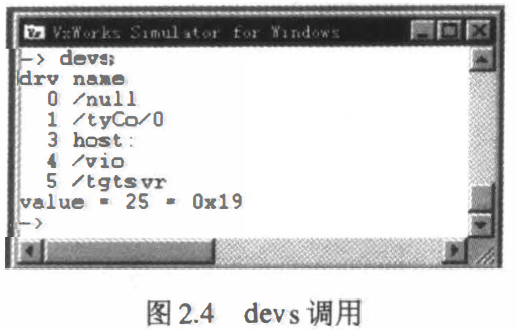 VxWorks Simulator for Windows
-> devs;
drv name
0 /null
1 /tyCo/0
3 host:
4 /vio
5 /tgtsvr
value = 25 = 0x19
->
图 2.4 devs 调用